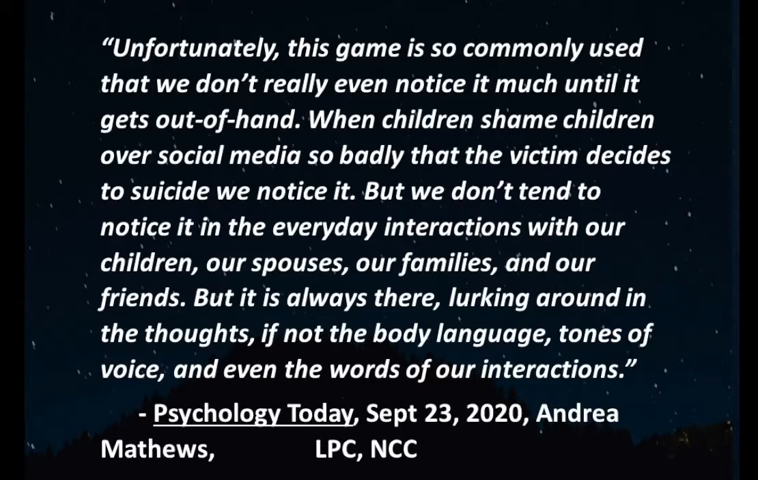 “Unfortunately, this game is so commonly used
that we don’t really even notice it much until it
gets out-of-hand. When children shame children
over social media so badly that the victim decides
to suicide we notice it. But we don’t tend to
notice it in the everyday interactions with our
children, our spouses, our families, and our
friends. But it is always there, lurking around in
the thoughts, if not the body language, tones of
voice, and even the words of our interactions.”
- Psychology Today, Sept 23, 2020, Andrea
Mathews, LPC, NCC